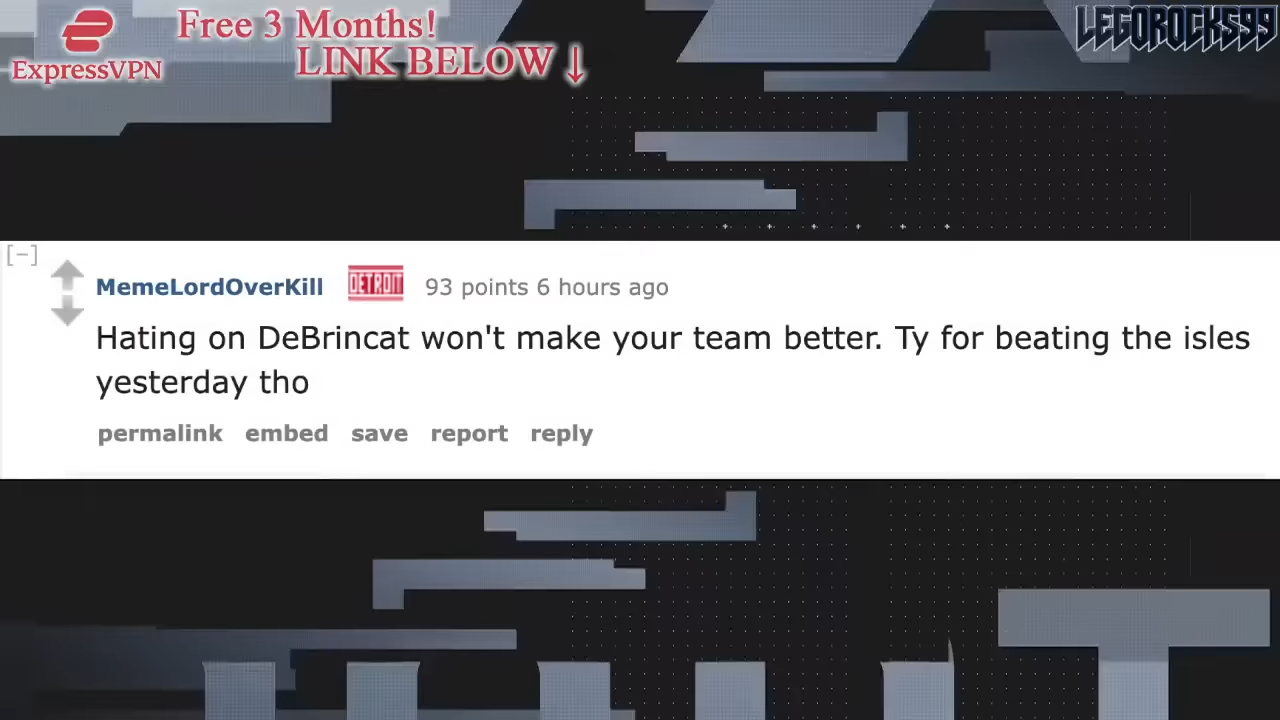 Free 3 Months!
LINK BELOW ↓
ExpressVPN
LEGOROCKS99
[−]
MemeLordOverKill DETROIT 93 points 6 hours ago
Hating on DeBrincat won't make your team better. Ty for beating the isles
yesterday tho
permalink embed save report reply